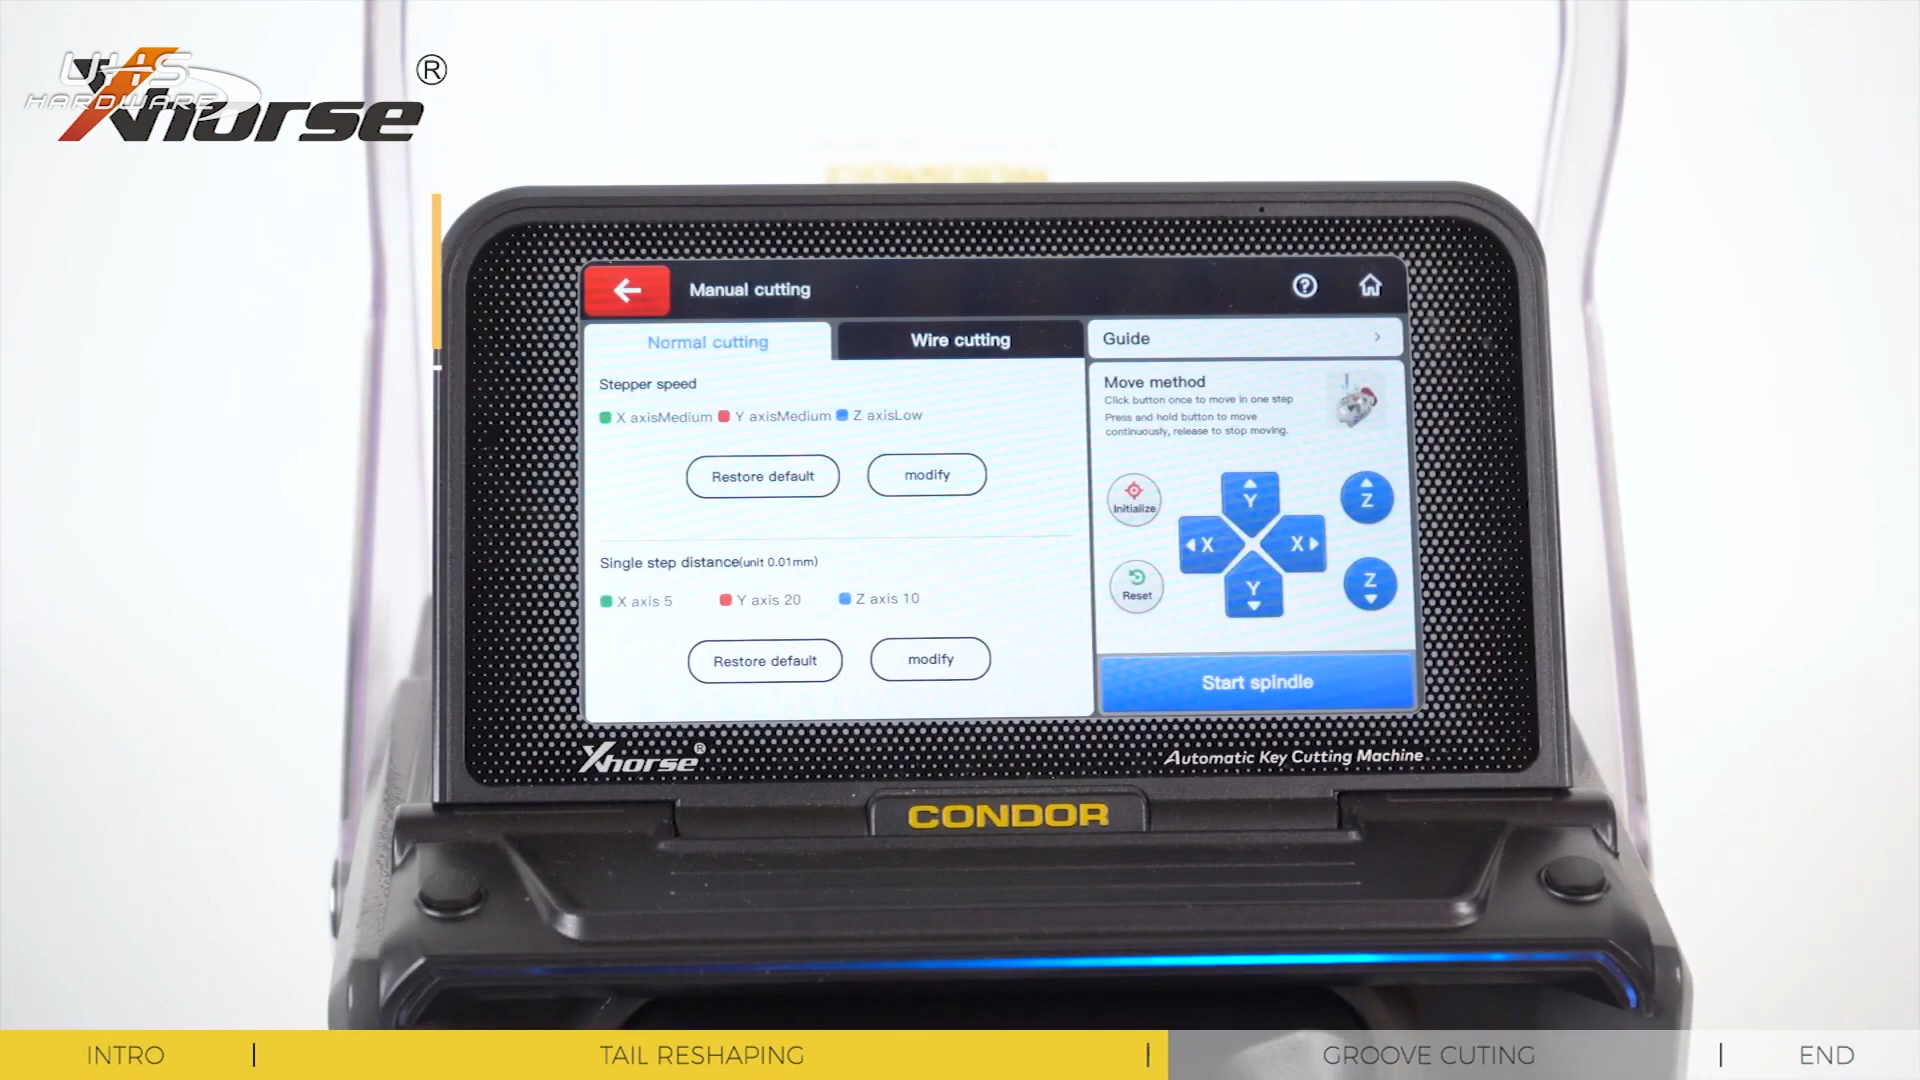 UHS
HARDWARE
Xhorse®
Manual cutting
Normal cutting
Wire cutting
Guide
Stepper speed
X axisMedium Y axisMedium Z axisLow
Restore default
modify
Single step distance(unit 0.01mm)
X axis 5 Y axis 20 Z axis 10
Restore default
modify
Move method
Click button once to move in one step
Press and hold button to move
continuously, release to stop moving.
Initialize
Y
Z
X
X
Reset
Y
Z
Start spindle
Xhorse®
Automatic Key Cutting Machine
CONDOR
INTRO | TAIL RESHAPING | GROOVE CUTING | END